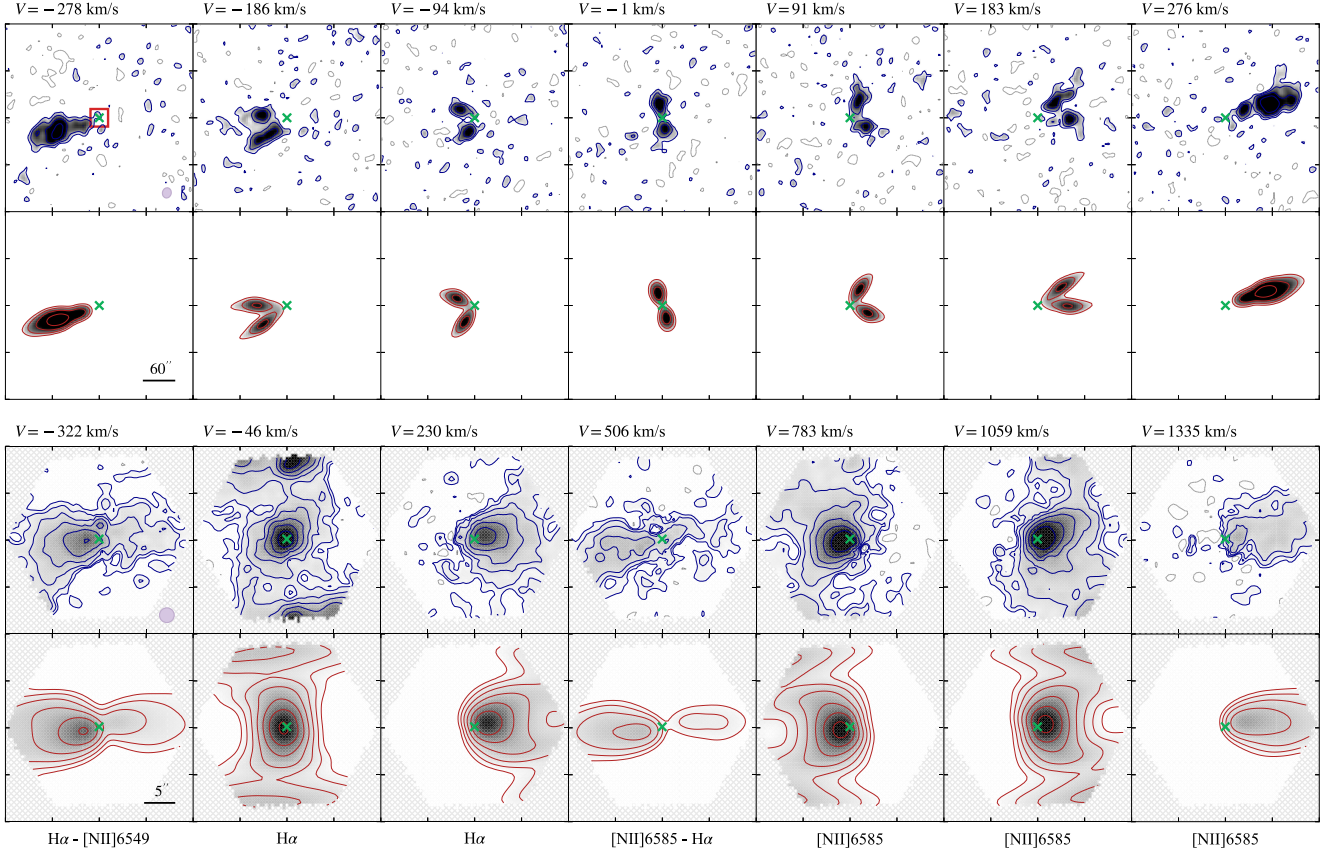 V = −278 km/s V = −186 km/s V = −94 km/s V = −1 km/s V = 91 km/s V = 183 km/s V = 276 km/s
60′′
V = −322 km/s V = −46 km/s V = 230 km/s V = 506 km/s V = 783 km/s V = 1059 km/s V = 1335 km/s
5′′
Hα - [NII]6549 Hα Hα [NII]6585 - Hα [NII]6585 [NII]6585 [NII]6585